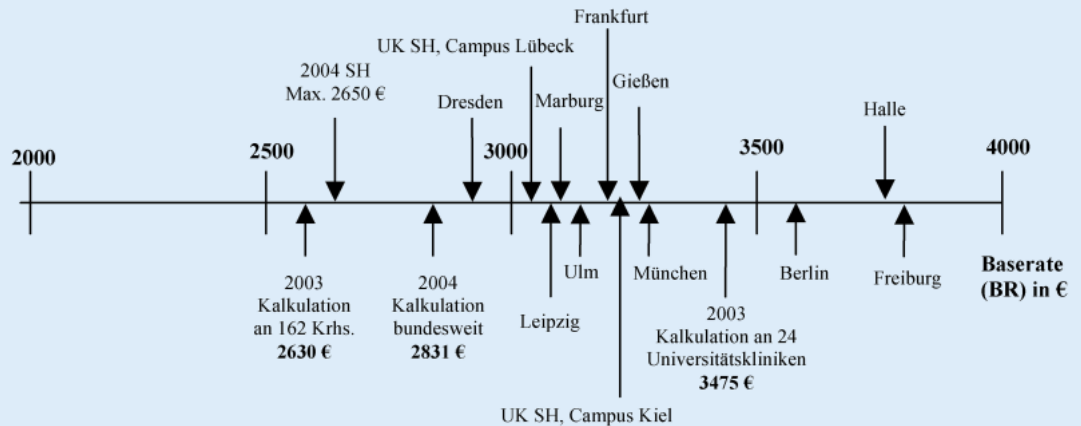 Frankfurt
UK SH, Campus Lübeck
2004 SH
Max. 2650 €
Dresden
Marburg
Gießen
Halle
2000
2500
3000
3500
4000
2003
Kalkulation
an 162 Krhs.
2630 €
2004
Kalkulation
bundesweit
2831 €
Leipzig
Ulm
München
2003
Kalkulation an 24
Universitätskliniken
3475 €
Berlin
Freiburg
Baserate
(BR) in €
UK SH, Campus Kiel